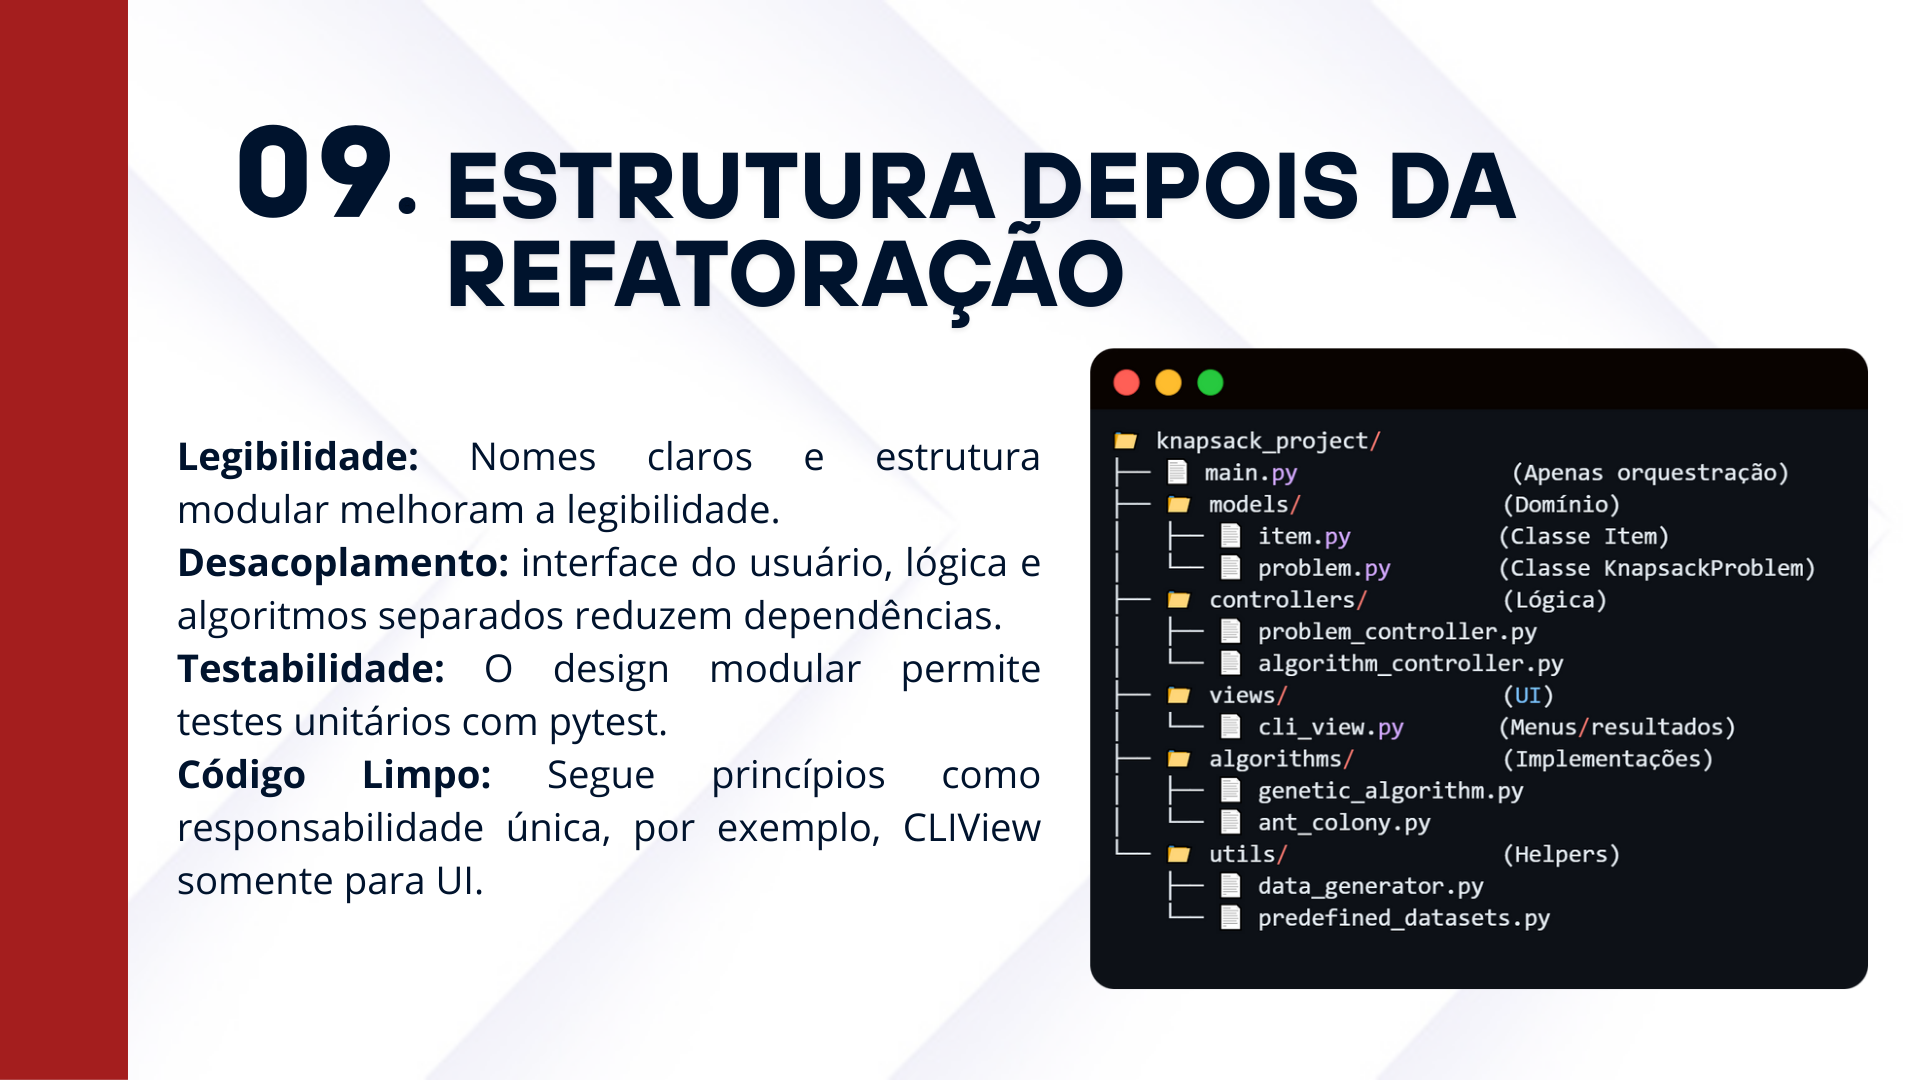 09. ESTRUTURA DEPOIS DA
REFATORAÇÃO
Legibilidade: Nomes claros e estrutura
modular melhoram a legibilidade.
Desacoplamento: interface do usuário, lógica e
algoritmos separados reduzem dependências.
Testabilidade: O design modular permite
testes unitários com pytest.
Código Limpo: Segue princípios como
responsabilidade única, por exemplo, CLIView
somente para UI.
knapsack_project/
main.py (Apenas orquestração)
models/ (Domínio)
item.py (Classe Item)
problem.py (Classe KnapsackProblem)
controllers/ (Lógica)
problem_controller.py
algorithm_controller.py
views/ (UI)
cli_view.py (Menus/resultados)
algorithms/ (Implementações)
genetic_algorithm.py
ant_colony.py
utils/ (Helpers)
data_generator.py
predefined_datasets.py